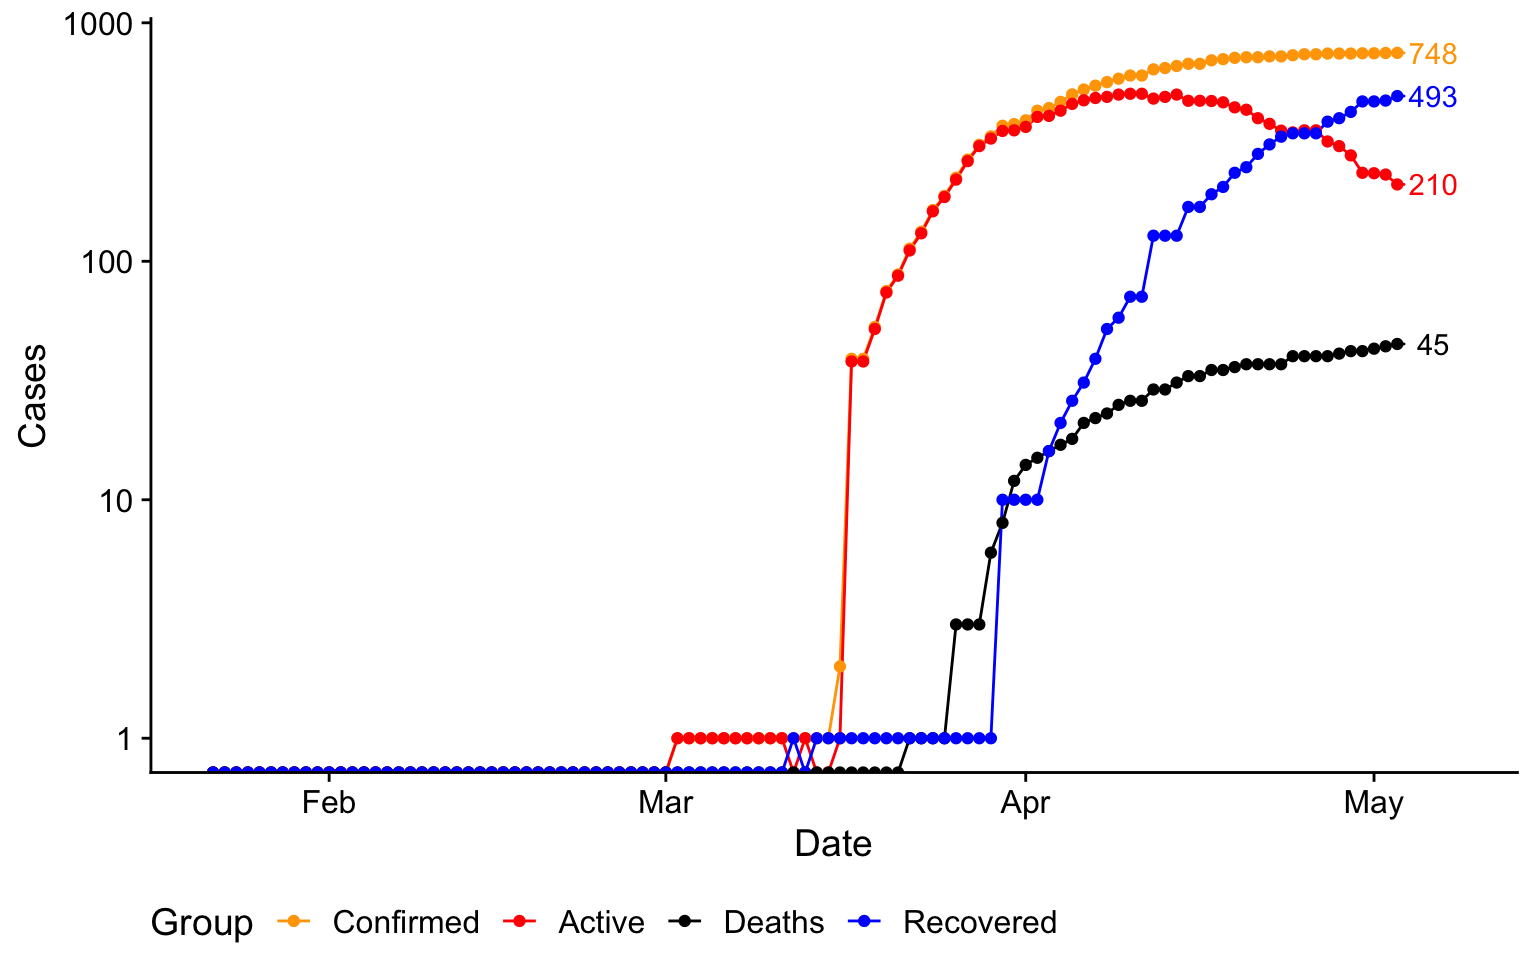 1000
748
493
210
100
45
Cases
10
1
Feb Mar Apr May
Date
Group Confirmed Active Deaths Recovered